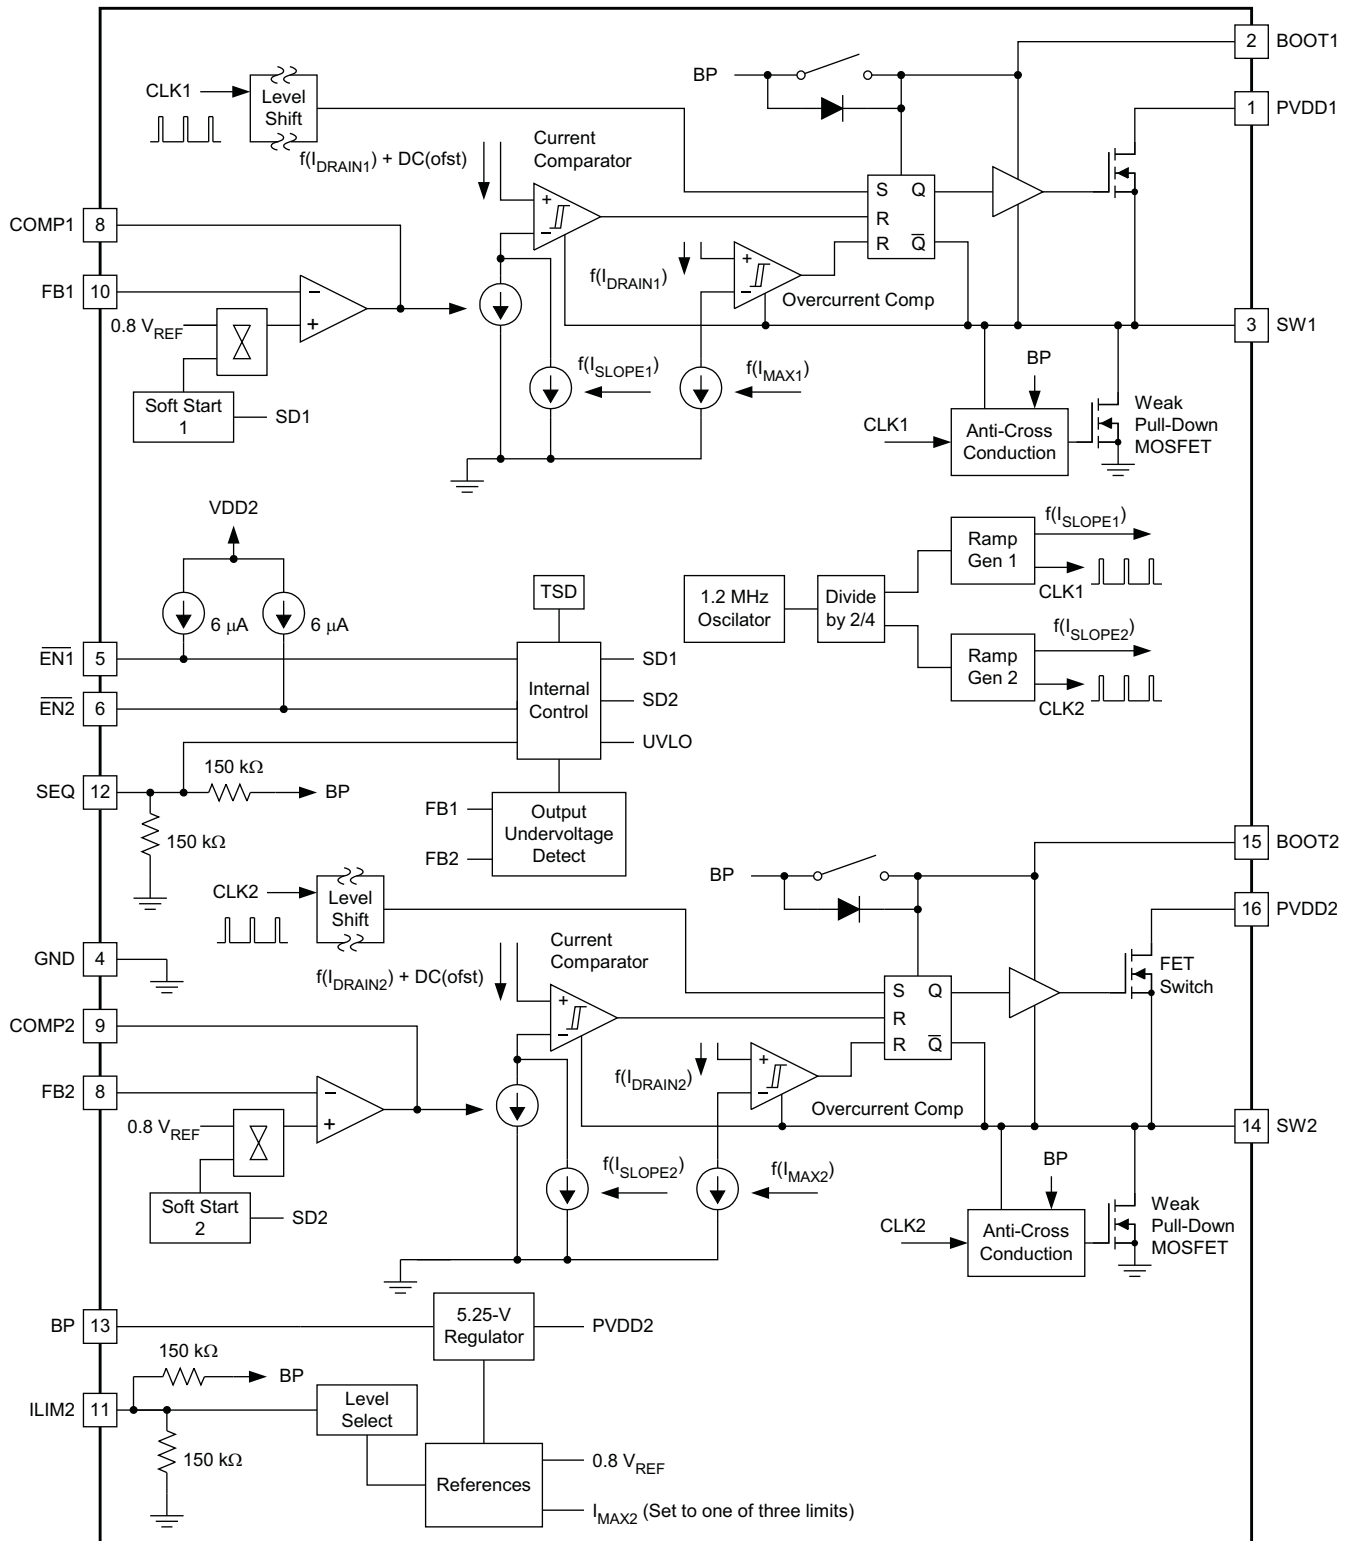 2 BOOT1
BP
CLK1
Level
Shift
1 PVDD1
f(IDRAIN1) + DC(ofst)
Current
Comparator
+
–
S Q
R
R Q̅
COMP1 8
FB1 10
–
+
0.8 VREF
Soft Start
1
SD1
f(IDRAIN1)
+
–
Overcurrent Comp
3 SW1
f(ISLOPE1)
f(IMAX1)
BP
CLK1
Anti-Cross
Conduction
Weak
Pull-Down
MOSFET
VDD2
6 μA
6 μA
TSD
1.2 MHz
Oscilator
Divide
by 2/4
Ramp
Gen 1
f(ISLOPE1)
CLK1
Ramp
Gen 2
f(ISLOPE2)
CLK2
E̅N̅1̅ 5
E̅N̅2̅ 6
Internal
Control
SD1
SD2
UVLO
SEQ 12
150 kΩ
BP
150 kΩ
FB1
FB2
Output
Undervoltage
Detect
15 BOOT2
BP
CLK2
Level
Shift
16 PVDD2
FET
Switch
GND 4
f(IDRAIN2) + DC(ofst)
Current
Comparator
+
–
S Q
R
R Q̅
COMP2 9
FB2 8
–
+
0.8 VREF
Soft Start
2
SD2
f(IDRAIN2)
+
–
Overcurrent Comp
14 SW2
f(ISLOPE2)
f(IMAX2)
BP
CLK2
Anti-Cross
Conduction
Weak
Pull-Down
MOSFET
BP 13
5.25-V
Regulator
PVDD2
150 kΩ
BP
ILIM2 11
Level
Select
150 kΩ
References
0.8 VREF
IMAX2 (Set to one of three limits)